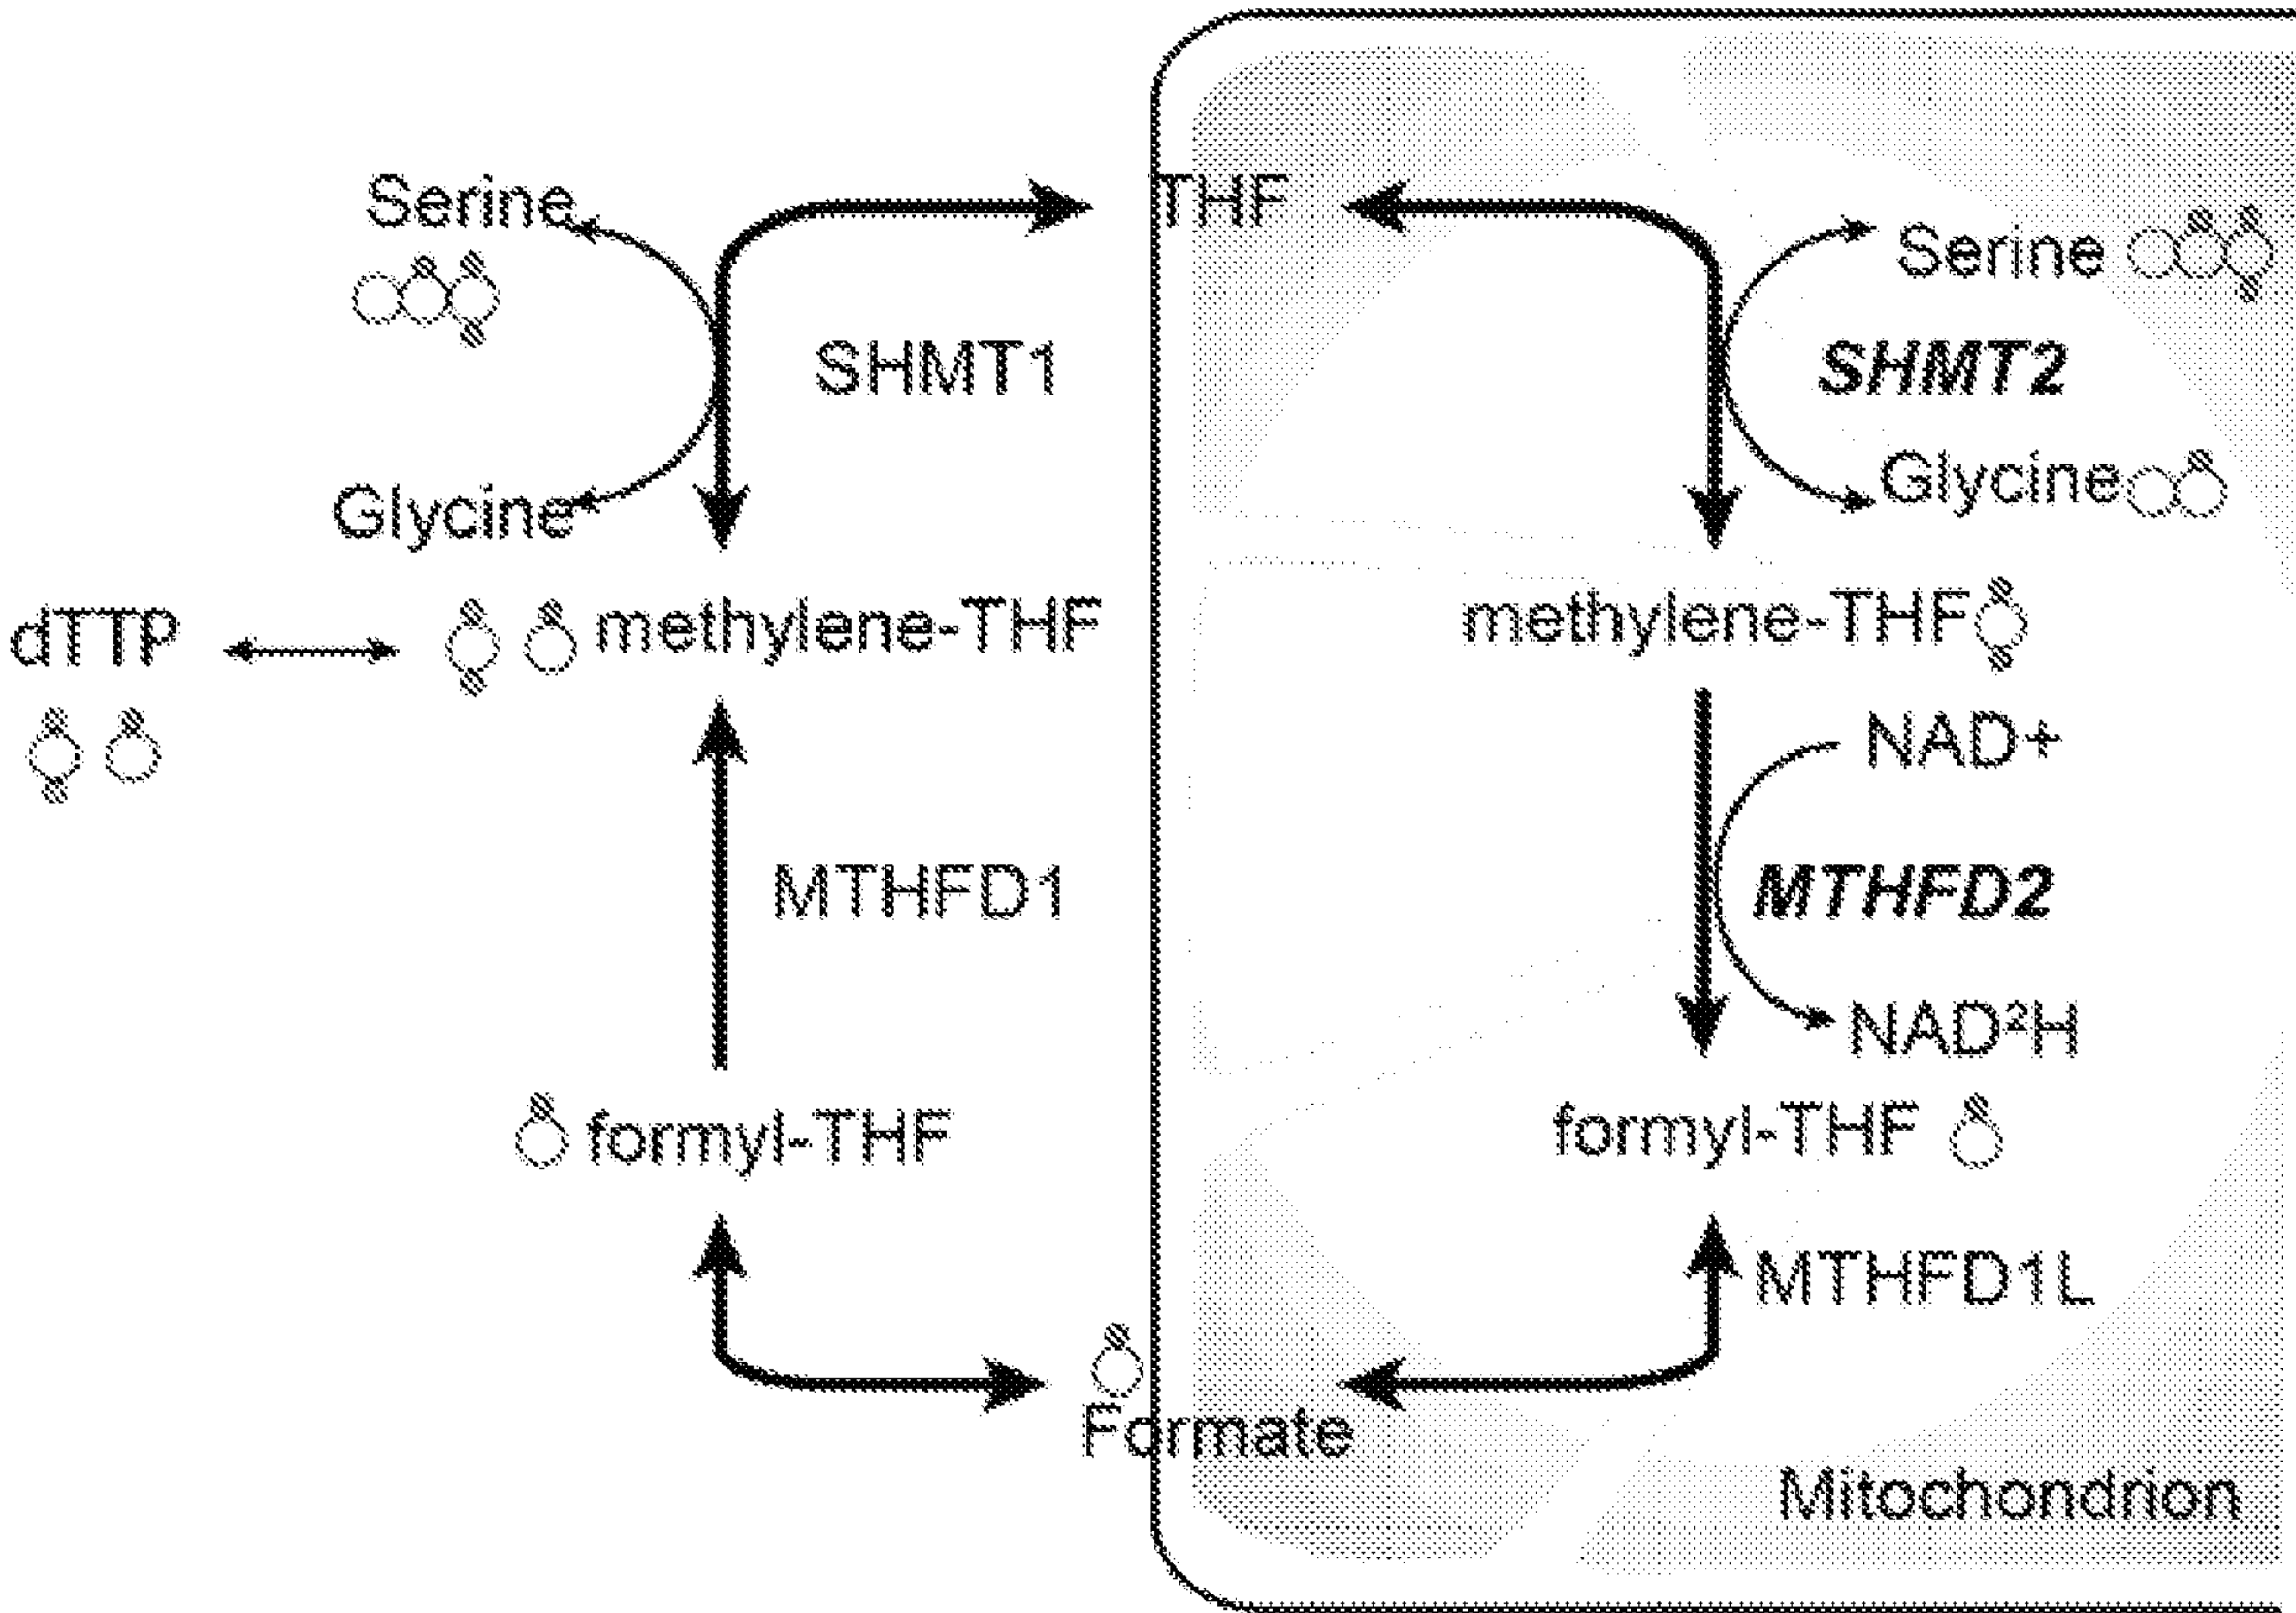 Serine
THF
Serine
SHMT1
SHMT2
Glycine
Glycine
dTTP
methylene-THF
methylene-THF
NAD+
MTHFD1
MTHFD2
NAD²H
formyl-THF
formyl-THF
MTHFD1L
Formate
Mitochondrion